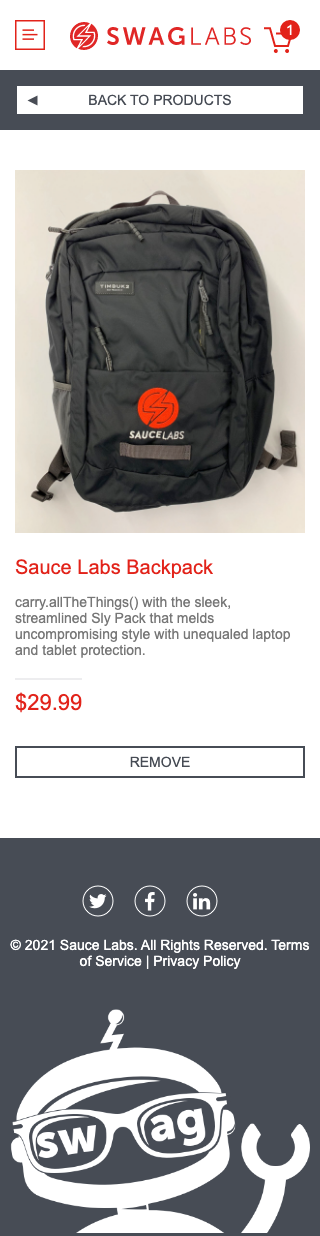 SWAGLABS
1
BACK TO PRODUCTS
TIMBUK2
SAUCELABS
Sauce Labs Backpack
carry.allTheThings() with the sleek,
streamlined Sly Pack that melds
uncompromising style with unequaled laptop
and tablet protection.
$29.99
REMOVE
© 2021 Sauce Labs. All Rights Reserved. Terms
of Service | Privacy Policy
swag